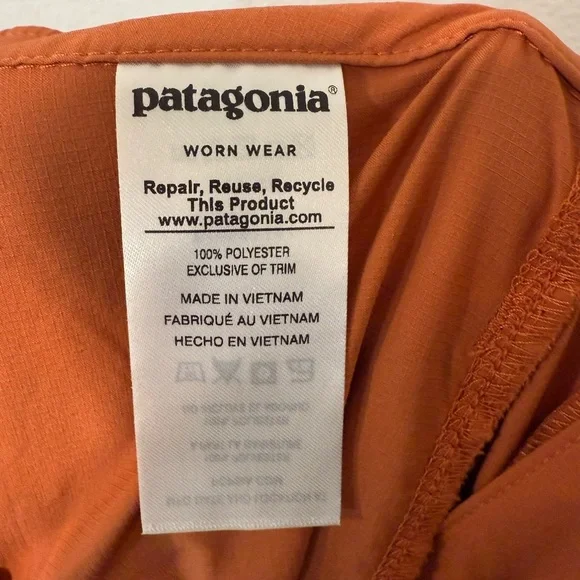 patagonia®
WORN WEAR
Repair, Reuse, Recycle
This Product
www.patagonia.com
100% POLYESTER
EXCLUSIVE OF TRIM
MADE IN VIETNAM
FABRIQUÉ AU VIETNAM
HECHO EN VIETNAM